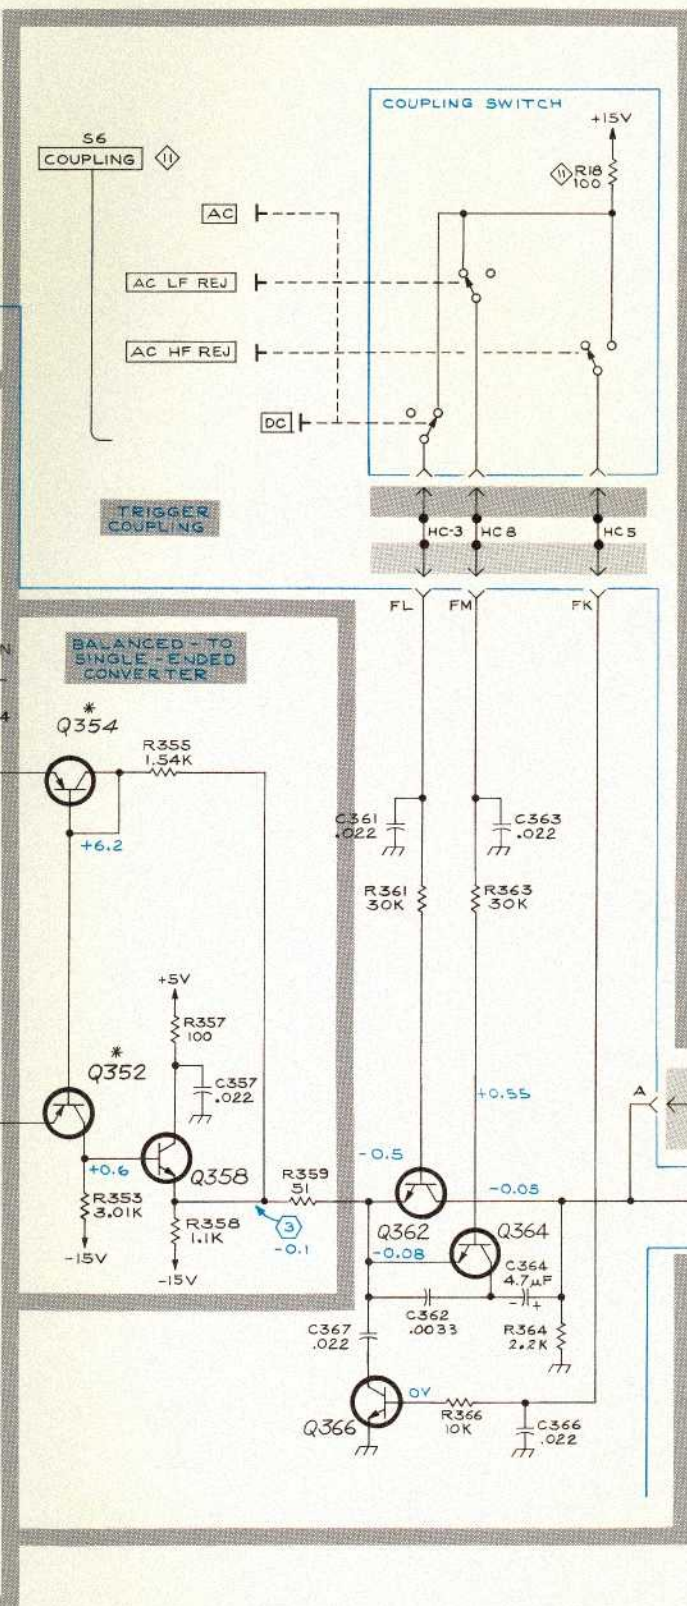 COUPLING SWITCH
+15V
S6
COUPLING
11
11
R18
100
AC
AC LF REJ
AC HF REJ
DC
TRIGGER
COUPLING
HC-3
HC 8
HC 5
FL
FM
FK
N
4
BALANCED-TO
SINGLE-ENDED
CONVERTER
*
Q354
R355
1.54K
+6.2
C361
.022
C363
.022
R361
30K
R363
30K
+5V
R357
100
*
Q352
C357
.022
+0.55
A
+0.6
Q358
-0.5
R359
51
-0.05
R353
3.01K
R358
1.1K
3
-0.1
Q362
Q364
-0.08
C364
4.7µF
- +
-15V
-15V
C362
.0033
R364
2.2K
C367
.022
0V
Q366
R366
10K
C366
.022